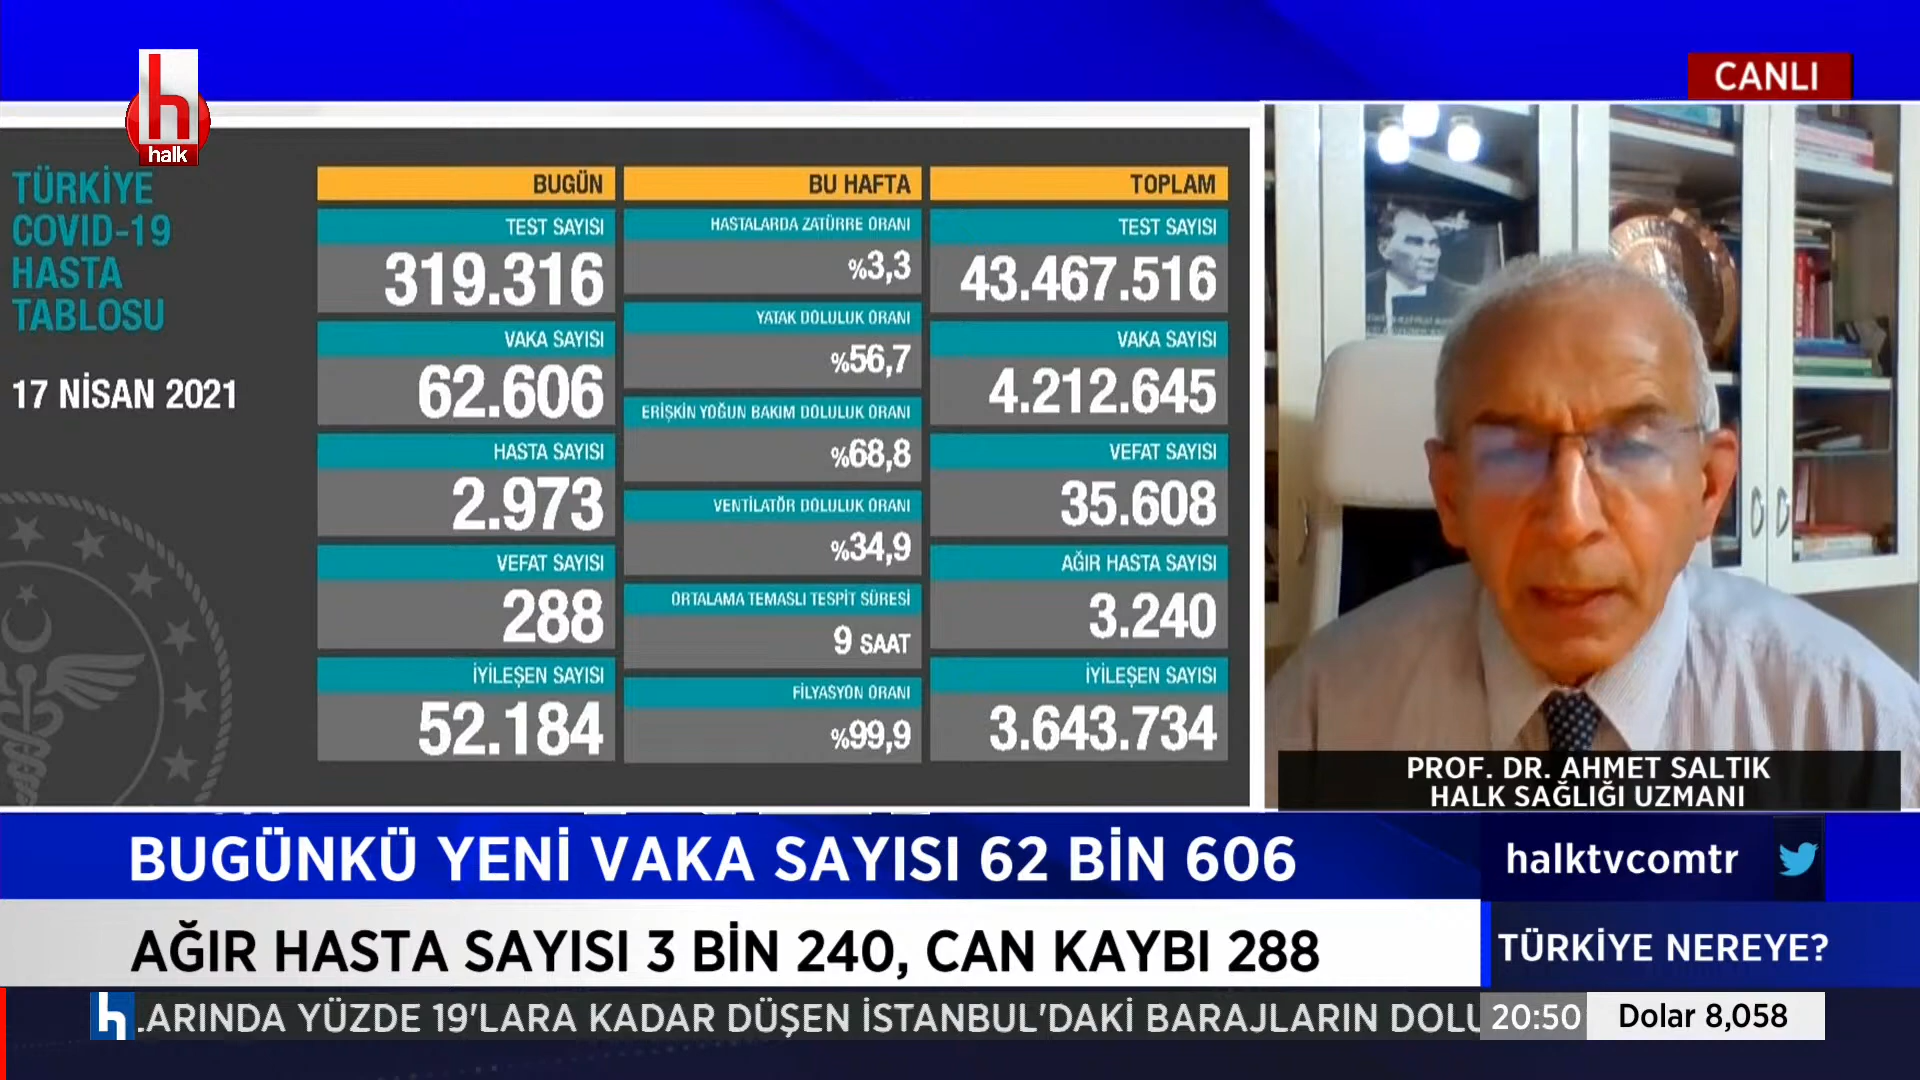 h
halk
CANLI
TÜRKİYE
COVID-19
HASTA
TABLOSU
17 NİSAN 2021
BUGÜN
TEST SAYISI
319.316
VAKA SAYISI
62.606
HASTA SAYISI
2.973
VEFAT SAYISI
288
İYİLEŞEN SAYISI
52.184
BU HAFTA
HASTALARDA ZATÜRRE ORANI
%3,3
YATAK DOLULUK ORANI
%56,7
ERİŞKİN YOĞUN BAKIM DOLULUK ORANI
%68,8
VENTİLATÖR DOLULUK ORANI
%34,9
ORTALAMA TEMASLI TESPİT SÜRESİ
9 SAAT
FİLYASYON ORANI
%99,9
TOPLAM
TEST SAYISI
43.467.516
VAKA SAYISI
4.212.645
VEFAT SAYISI
35.608
AĞIR HASTA SAYISI
3.240
İYİLEŞEN SAYISI
3.643.734
PROF. DR. AHMET SALTIK
HALK SAĞLIĞI UZMANI
BUGÜNKÜ YENİ VAKA SAYISI 62 BİN 606
halktvcomtr
AĞIR HASTA SAYISI 3 BİN 240, CAN KAYBI 288
TÜRKİYE NEREYE?
h .ARINDA YÜZDE 19'LARA KADAR DÜŞEN İSTANBUL'DAKİ BARAJLARIN DOLU
20:50
Dolar 8,058